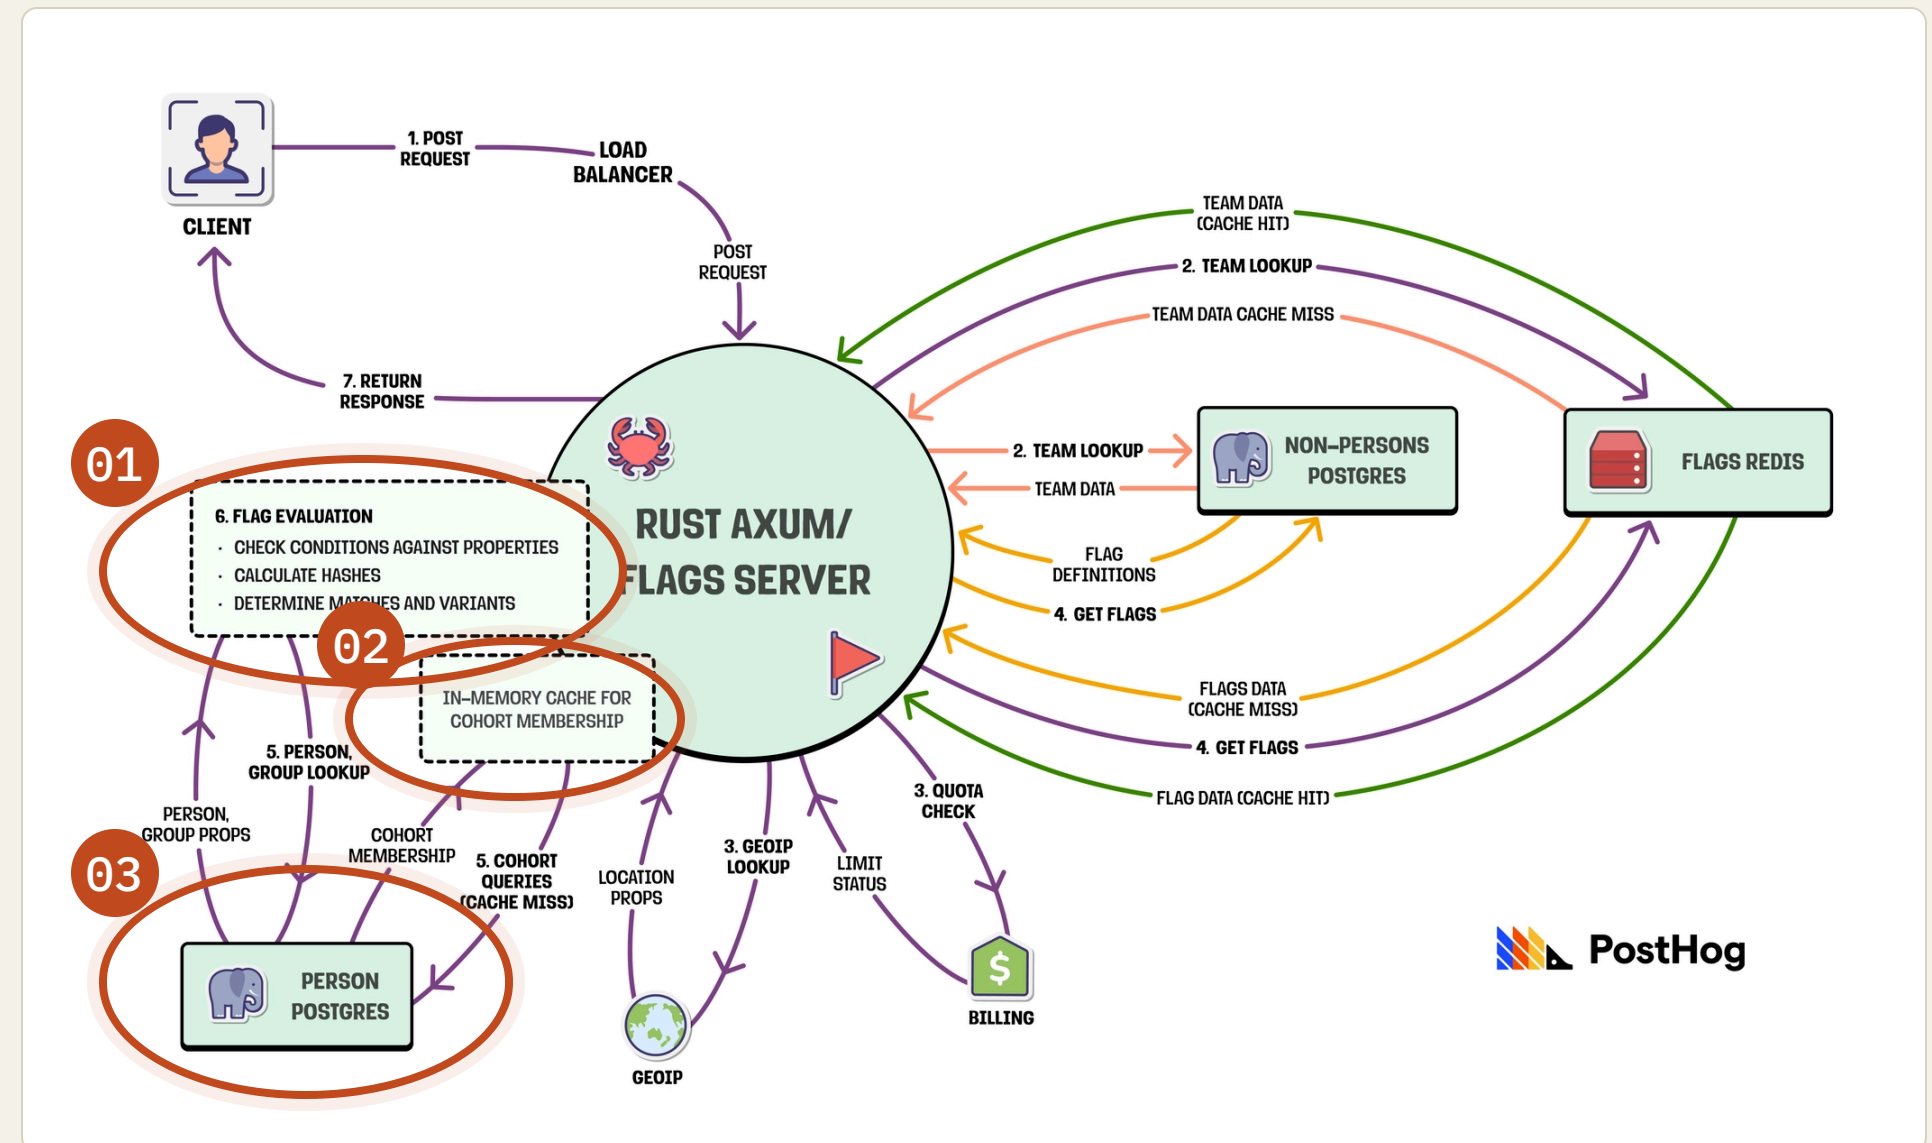 CLIENT
1. POST
REQUEST
LOAD
BALANCER
POST
REQUEST
7. RETURN
RESPONSE
TEAM DATA
(CACHE HIT)
2. TEAM LOOKUP
TEAM DATA CACHE MISS
2. TEAM LOOKUP
TEAM DATA
NON-PERSONS
POSTGRES
FLAGS REDIS
FLAG
DEFINITIONS
4. GET FLAGS
FLAGS DATA
(CACHE MISS)
4. GET FLAGS
FLAG DATA (CACHE HIT)
RUST AXUM/
FLAGS SERVER
01
6. FLAG EVALUATION
· CHECK CONDITIONS AGAINST PROPERTIES
· CALCULATE HASHES
· DETERMINE MATCHES AND VARIANTS
02
IN-MEMORY CACHE FOR
COHORT MEMBERSHIP
5. PERSON,
GROUP LOOKUP
PERSON,
GROUP PROPS
COHORT
MEMBERSHIP
5. COHORT
QUERIES
(CACHE MISS)
03
PERSON
POSTGRES
LOCATION
PROPS
3. GEOIP
LOOKUP
GEOIP
LIMIT
STATUS
3. QUOTA
CHECK
$
BILLING
PostHog